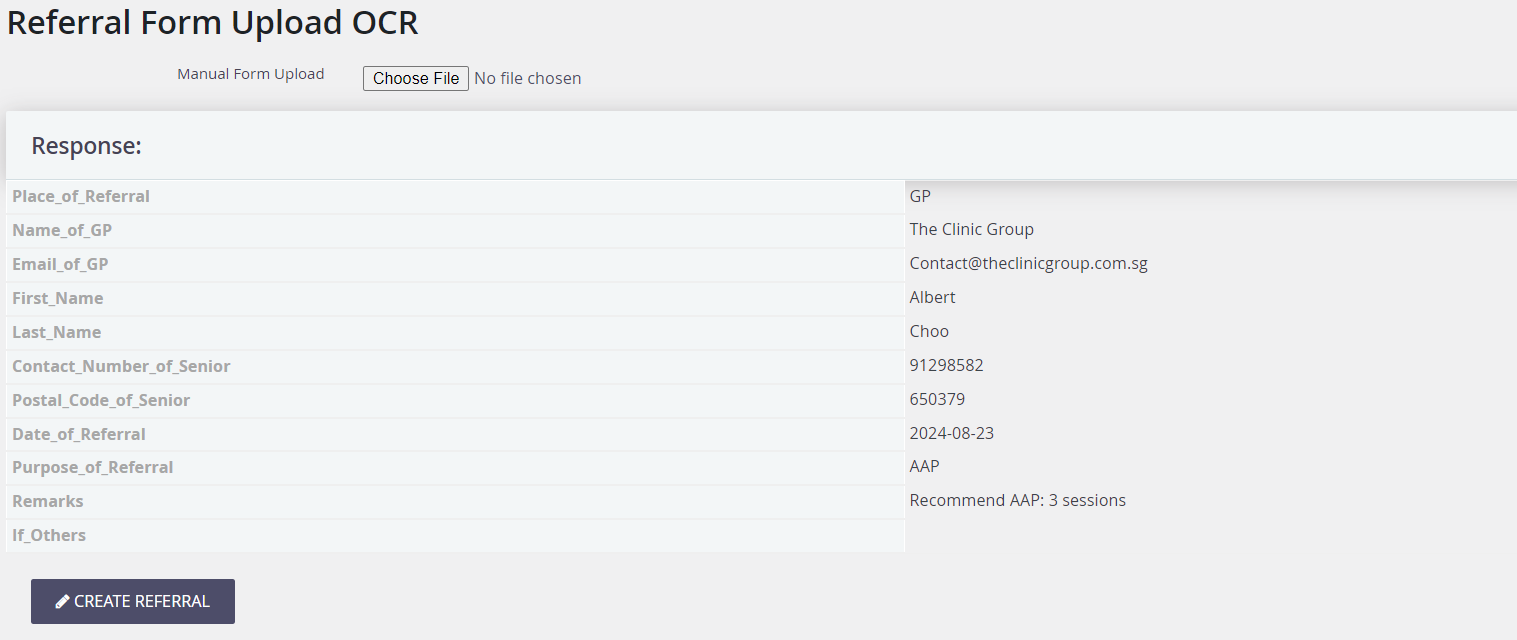 Referral Form Upload OCR
Manual Form Upload Choose File No file chosen
Response:
Place_of_Referral GP
Name_of_GP The Clinic Group
Email_of_GP Contact@theclinicgroup.com.sg
First_Name Albert
Last_Name Choo
Contact_Number_of_Senior 91298582
Postal_Code_of_Senior 650379
Date_of_Referral 2024-08-23
Purpose_of_Referral AAP
Remarks Recommend AAP: 3 sessions
If_Others
CREATE REFERRAL